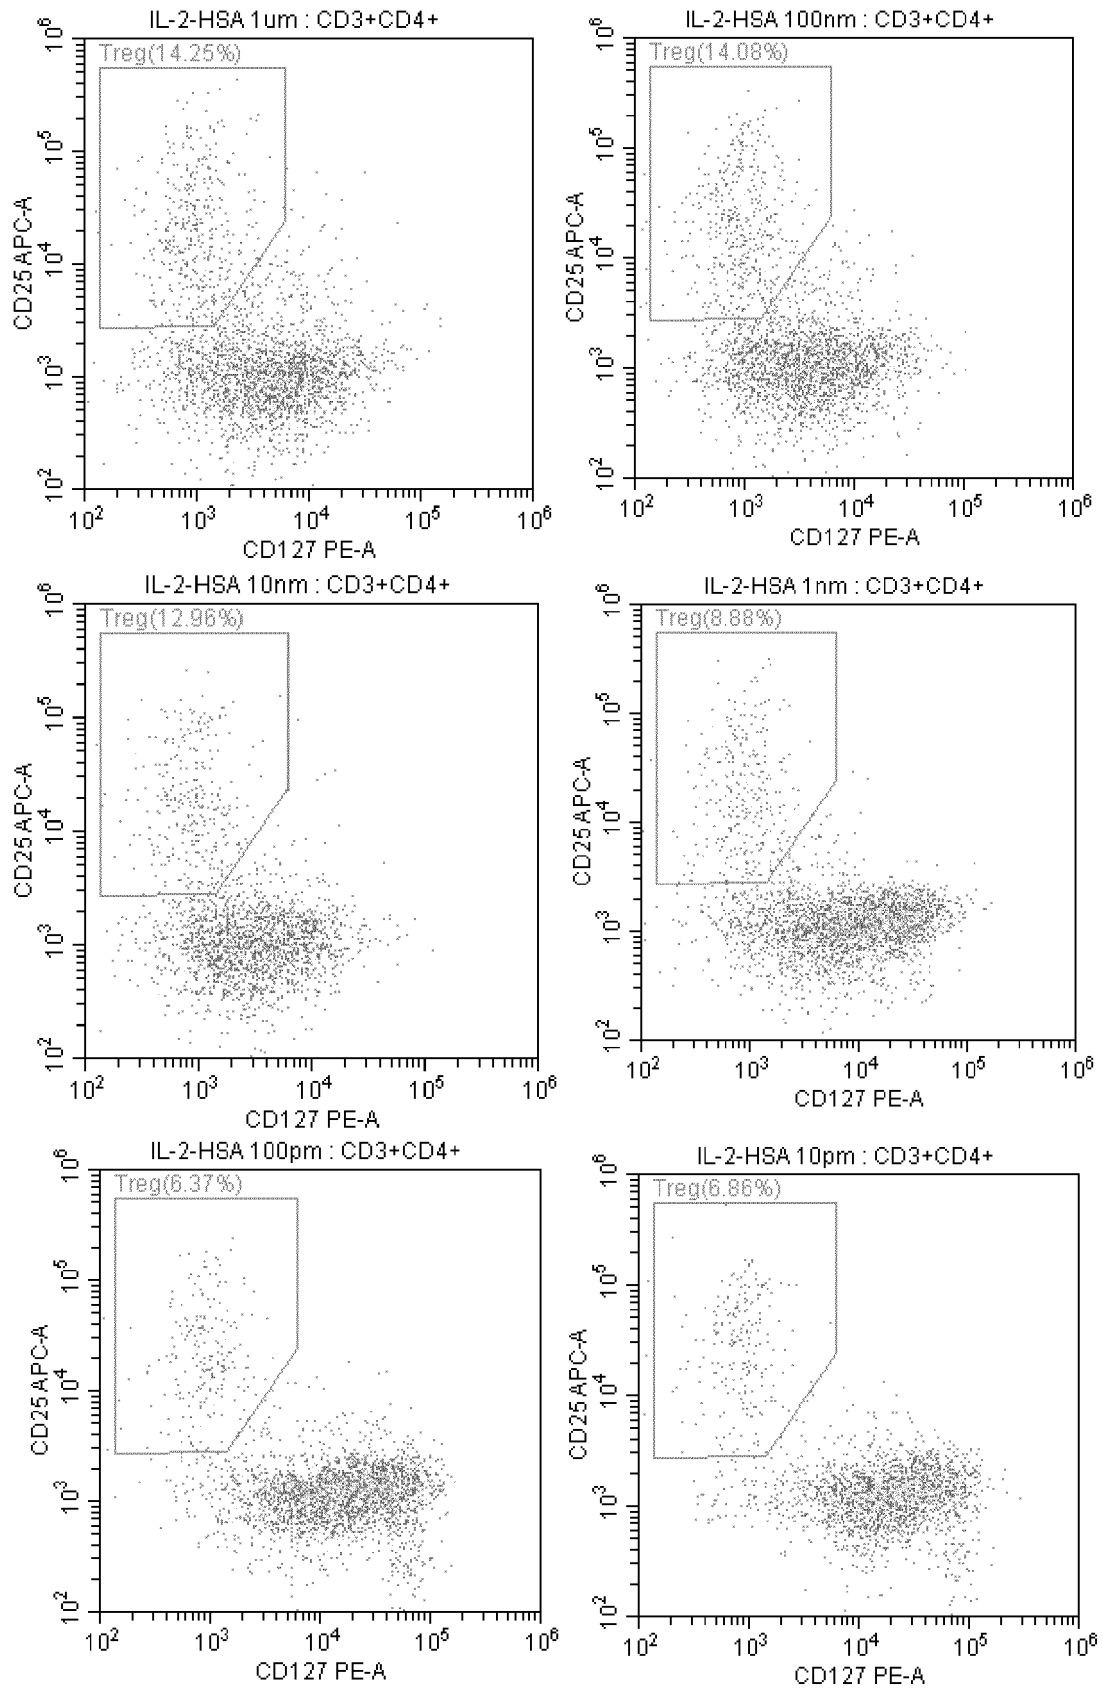 IL-2-HSA 1um : CD3+CD4+
Treg(14.25%)
10^6
10^5
10^4
10^3
10^2
CD25 APC-A
10^2 10^3 10^4 10^5 10^6
CD127 PE-A
IL-2-HSA 100nm : CD3+CD4+
Treg(14.08%)
10^6
10^5
10^4
10^3
10^2
CD25 APC-A
10^2 10^3 10^4 10^5 10^6
CD127 PE-A
IL-2-HSA 10nm : CD3+CD4+
Treg(12.96%)
10^6
10^5
10^4
10^3
10^2
CD25 APC-A
10^2 10^3 10^4 10^5 10^6
CD127 PE-A
IL-2-HSA 1nm : CD3+CD4+
Treg(8.88%)
10^6
10^5
10^4
10^3
10^2
CD25 APC-A
10^2 10^3 10^4 10^5 10^6
CD127 PE-A
IL-2-HSA 100pm : CD3+CD4+
Treg(6.37%)
10^6
10^5
10^4
10^3
10^2
CD25 APC-A
10^2 10^3 10^4 10^5 10^6
CD127 PE-A
IL-2-HSA 10pm : CD3+CD4+
Treg(6.86%)
10^6
10^5
10^4
10^3
10^2
CD25 APC-A
10^2 10^3 10^4 10^5 10^6
CD127 PE-A